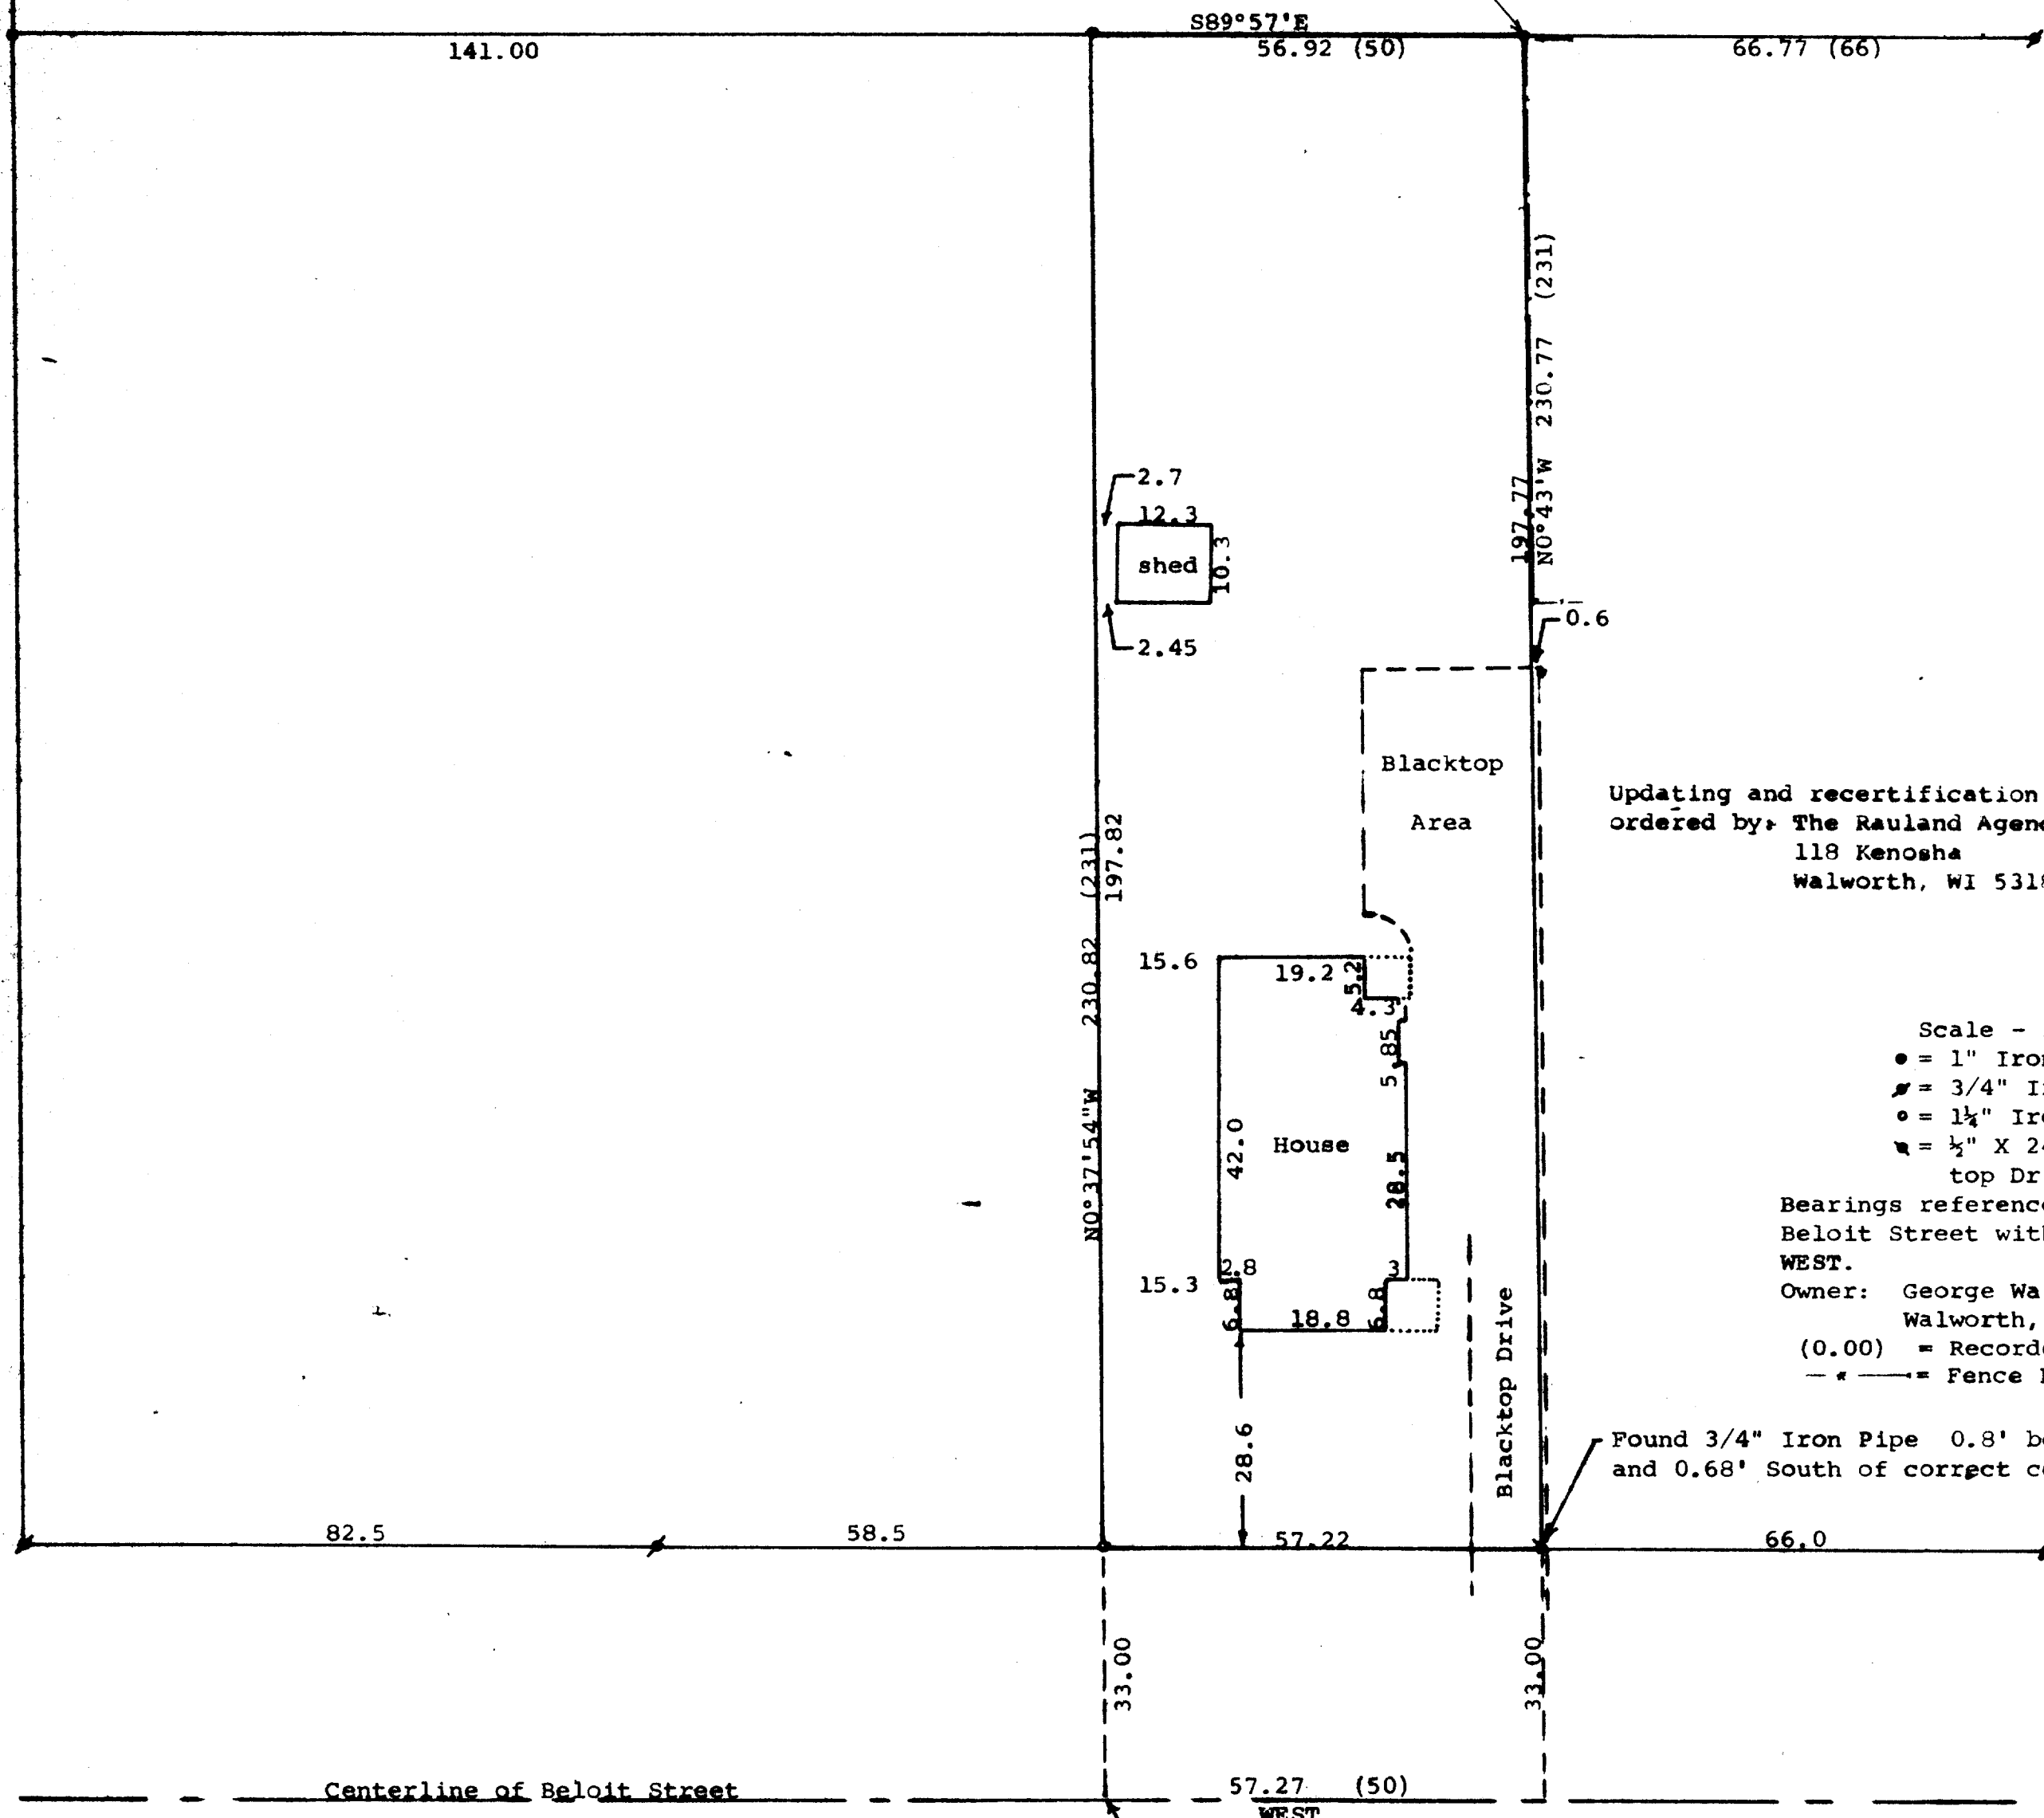 S89°57'E
141.00
56.92 (50)
66.77 (66)
N0°43'W 230.77 (231)
197.77
2.7
12.3
shed
10.3
2.45
0.6
Blacktop
Area
Updating and recertification
ordered by: The Rauland Agen
118 Kenosha
Walworth, WI 5318
N0°37'54"W 230.82 (231)
197.82
15.6
19.2
5.2
4.3
5.85
Scale -
= 1" Iron
= 3/4" I
= 1¼" Iro
= ½" X 2
top Dr
42.0
House
28.5
Bearings reference
Beloit Street with
WEST.
Owner: George Wa
Walworth,
(0.00) = Recorde
= Fence
15.3
2.8
3
6.8
18.8
6.8
Blacktop Drive
28.6
Found 3/4" Iron Pipe 0.8' b
and 0.68' South of correct c
82.5
58.5
57.22
66.0
33.00
33.00
Centerline of Beloit Street
57.27 (50)
WEST